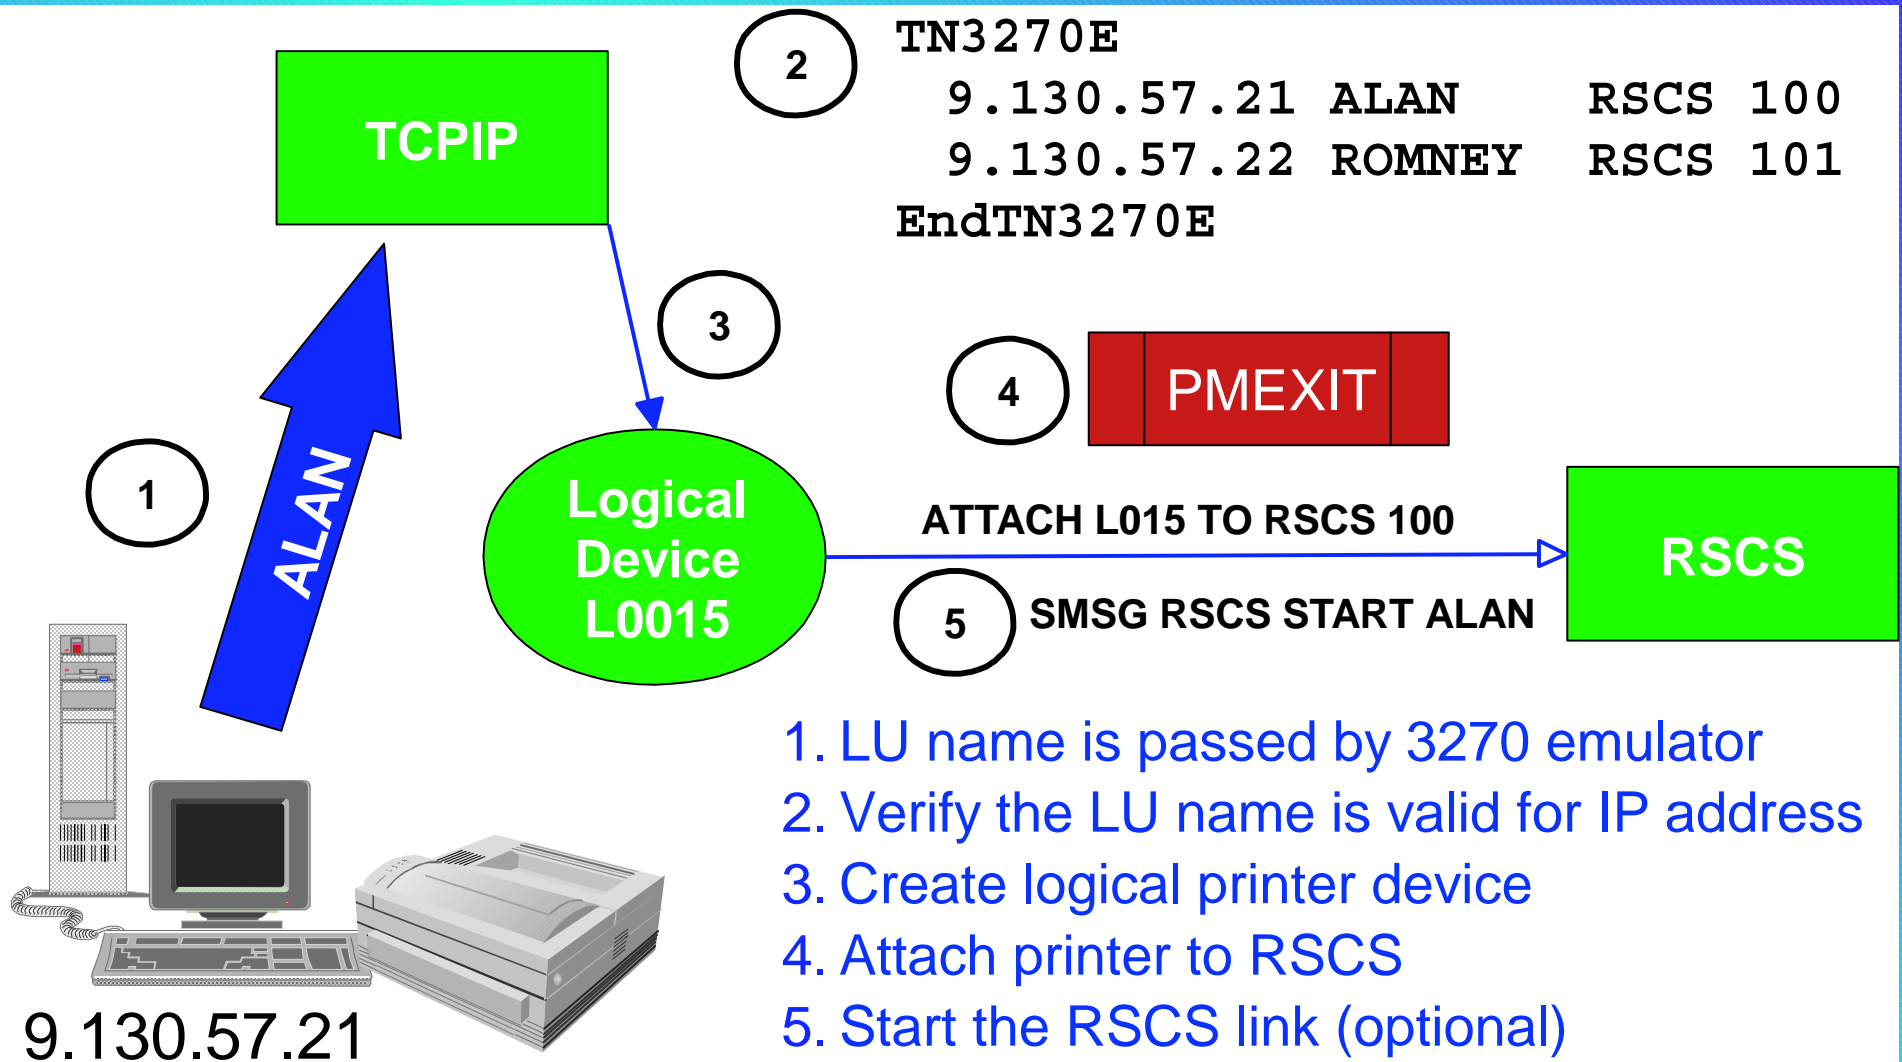 TCPIP
2
TN3270E
9.130.57.21 ALAN RSCS 100
9.130.57.22 ROMNEY RSCS 101
EndTN3270E
3
4
PMEXIT
1
ALAN
Logical
Device
L0015
ATTACH L015 TO RSCS 100
RSCS
5
SMSG RSCS START ALAN
1. LU name is passed by 3270 emulator
2. Verify the LU name is valid for IP address
3. Create logical printer device
4. Attach printer to RSCS
5. Start the RSCS link (optional)
9.130.57.21